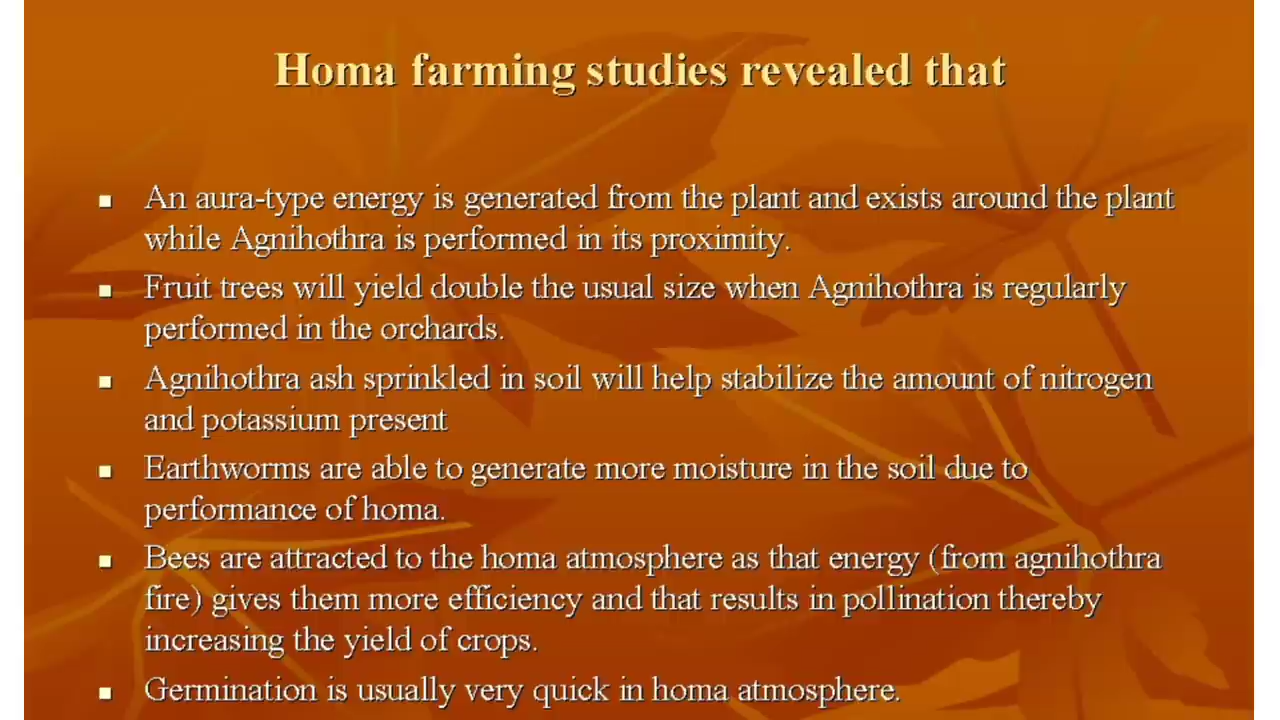 Homa farming studies revealed that
An aura-type energy is generated from the plant and exists around the plant
while Agnihothra is performed in its proximity.
Fruit trees will yield double the usual size when Agnihothra is regularly
performed in the orchards.
Agnihothra ash sprinkled in soil will help stabilize the amount of nitrogen
and potassium present
Earthworms are able to generate more moisture in the soil due to
performance of homa.
Bees are attracted to the homa atmosphere as that energy (from agnihothra
fire) gives them more efficiency and that results in pollination thereby
increasing the yield of crops.
Germination is usually very quick in homa atmosphere.